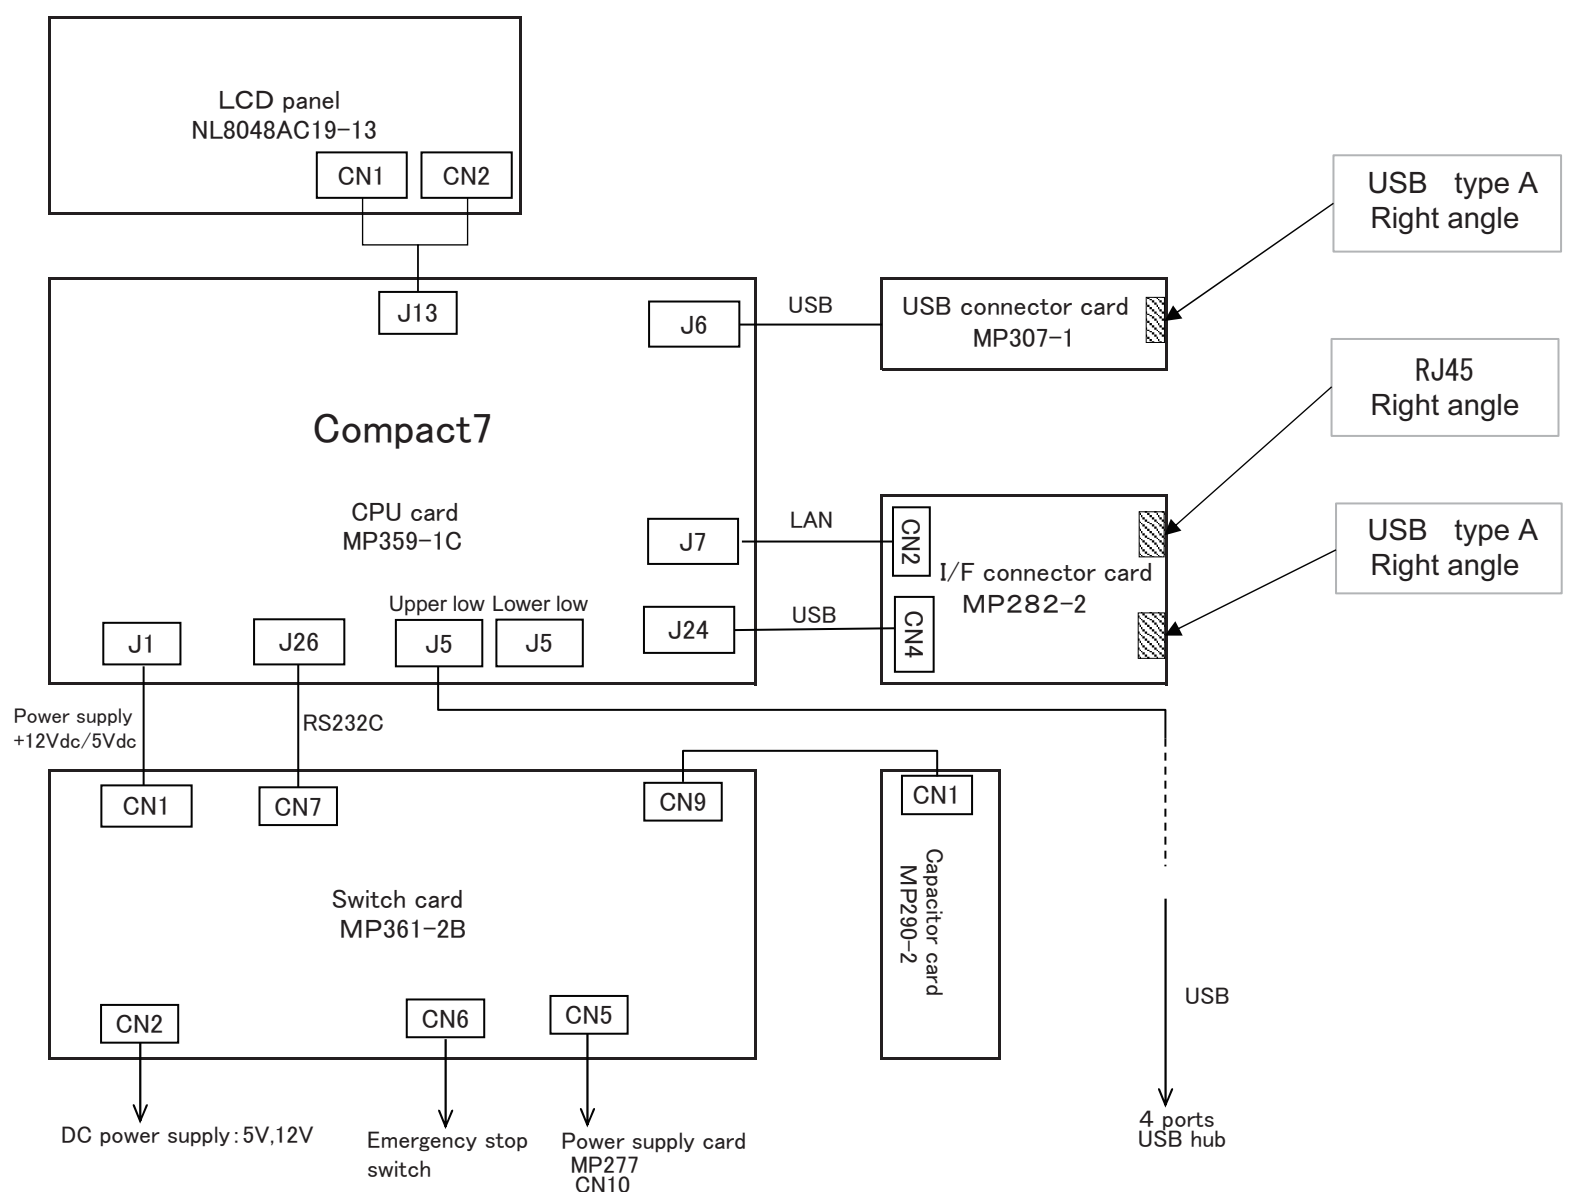 LCD panel
NL8048AC19-13
CN1
CN2
USB type A
Right angle
J13
J6
USB
USB connector card
MP307-1
RJ45
Right angle
Compact7
CPU card
MP359-1C
J7
LAN
CN2
I/F connector card
MP282-2
USB type A
Right angle
Upper low
Lower low
J1
J26
J5
J5
J24
USB
CN4
Power supply
+12Vdc/5Vdc
RS232C
CN1
CN7
CN9
CN1
Switch card
MP361-2B
Capacitor card
MP290-2
CN2
CN6
CN5
USB
DC power supply:5V,12V
Emergency stop
switch
Power supply card
MP277
CN10
4 ports
USB hub